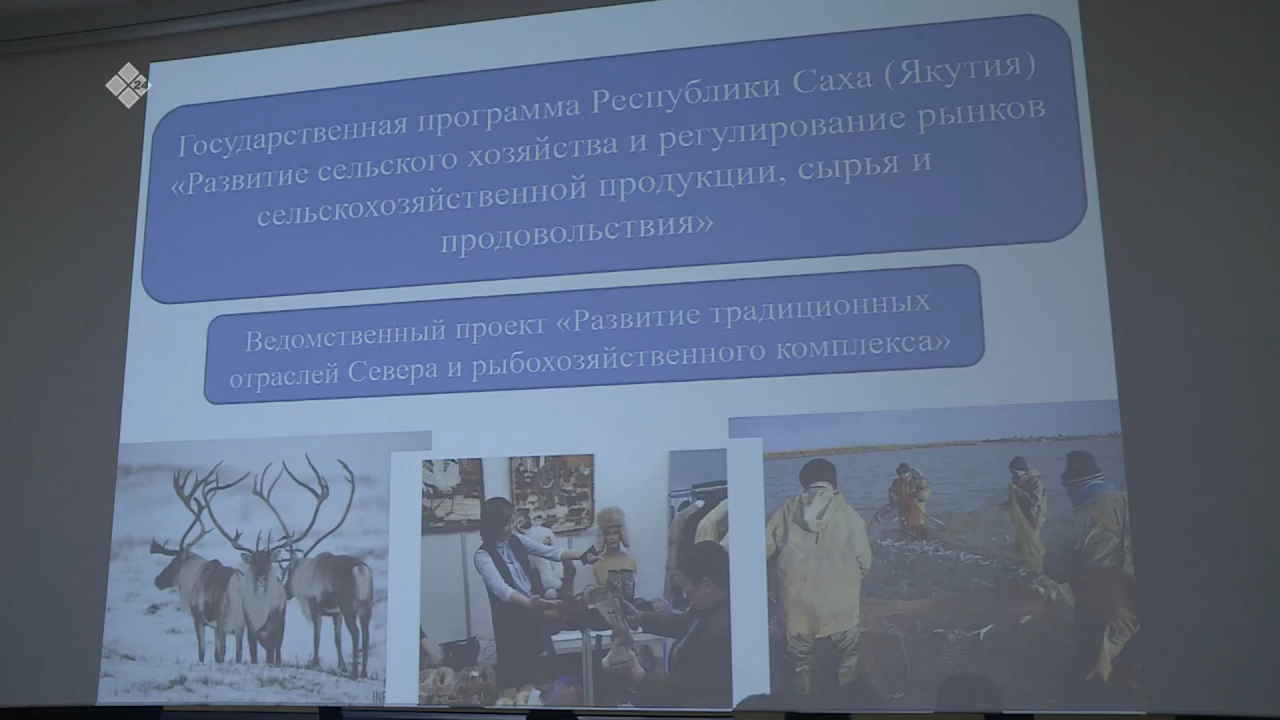 24
Государственная программа Республики Саха (Якутия)
«Развитие сельского хозяйства и регулирование рынков
сельскохозяйственной продукции, сырья и
продовольствия»
Ведомственный проект «Развитие традиционных
отраслей Севера и рыбохозяйственного комплекса»